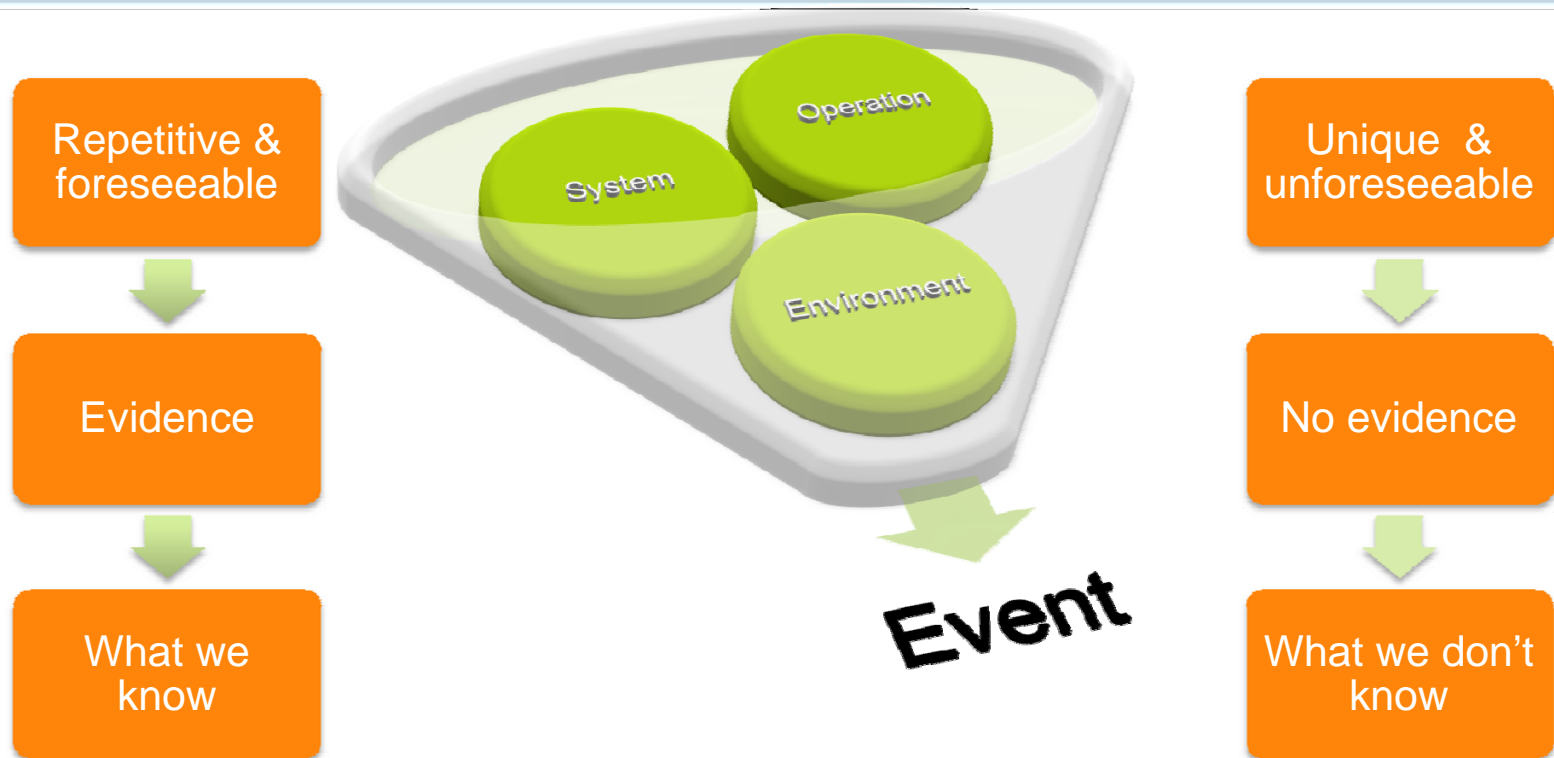 Repetitive &
foreseeable
Evidence
What we
know
Operation
System
Environment
Event
Unique &
unforeseeable
No evidence
What we don’t
know